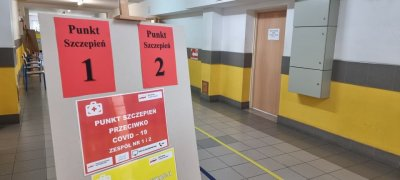 Punkt
Szczepień
1
Punkt
Szczepień
2
PUNKT SZCZEPIEŃ
PRZECIWKO
COVID – 19
ZESPÓŁ NR 1 i 2